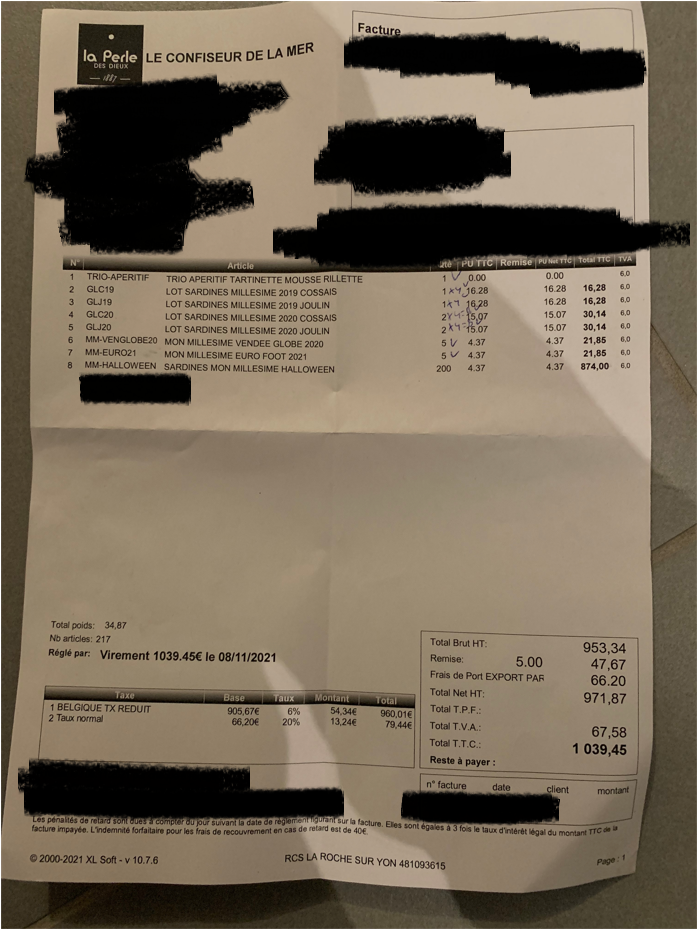 la Perle
DES DIEUX
1887
LE CONFISEUR DE LA MER
Facture
N° Article Qté PU TTC Remise PU Net TTC Total TTC TVA
1 TRIO-APERITIF TRIO APERITIF TARTINETTE MOUSSE RILLETTE 1 0.00 0.00 6,0
2 GLC19 LOT SARDINES MILLESIME 2019 COSSAIS 1 x4 16.28 16.28 16,28 6,0
3 GLJ19 LOT SARDINES MILLESIME 2019 JOULIN 1 16,28 16.28 16,28 6,0
4 GLC20 LOT SARDINES MILLESIME 2020 COSSAIS 2 x4= 15.07 15.07 30,14 6,0
5 GLJ20 LOT SARDINES MILLESIME 2020 JOULIN 2 x4= 15.07 15.07 30,14 6,0
6 MM-VENGLOBE20 MON MILLESIME VENDEE GLOBE 2020 5 4.37 4.37 21,85 6,0
7 MM-EURO21 MON MILLESIME EURO FOOT 2021 5 4.37 4.37 21,85 6,0
8 MM-HALLOWEEN SARDINES MON MILLESIME HALLOWEEN 200 4.37 4.37 874,00 6,0
Total poids: 34,87
Nb articles: 217
Réglé par: Virement 1039.45€ le 08/11/2021
Taxe Base Taux Montant Total
1 BELGIQUE TX REDUIT 905,67€ 6% 54,34€ 960,01€
2 Taux normal 66,20€ 20% 13,24€ 79,44€
Total Brut HT: 953,34
Remise: 5.00 47,67
Frais de Port EXPORT PAR 66.20
Total Net HT: 971,87
Total T.P.F.:
Total T.V.A.: 67,58
Total T.T.C.: 1 039,45
Reste à payer :
n° facture date client montant
Les pénalités de retard sont dues à compter du jour suivant la date de règlement figurant sur la facture. Elles sont égales à 3 fois le taux d'intérêt légal du montant TTC de la
facture impayée. L'indemnité forfaitaire pour les frais de recouvrement en cas de retard est de 40€.
© 2000-2021 XL Soft - v 10.7.6
RCS LA ROCHE SUR YON 481093615
Page : 1